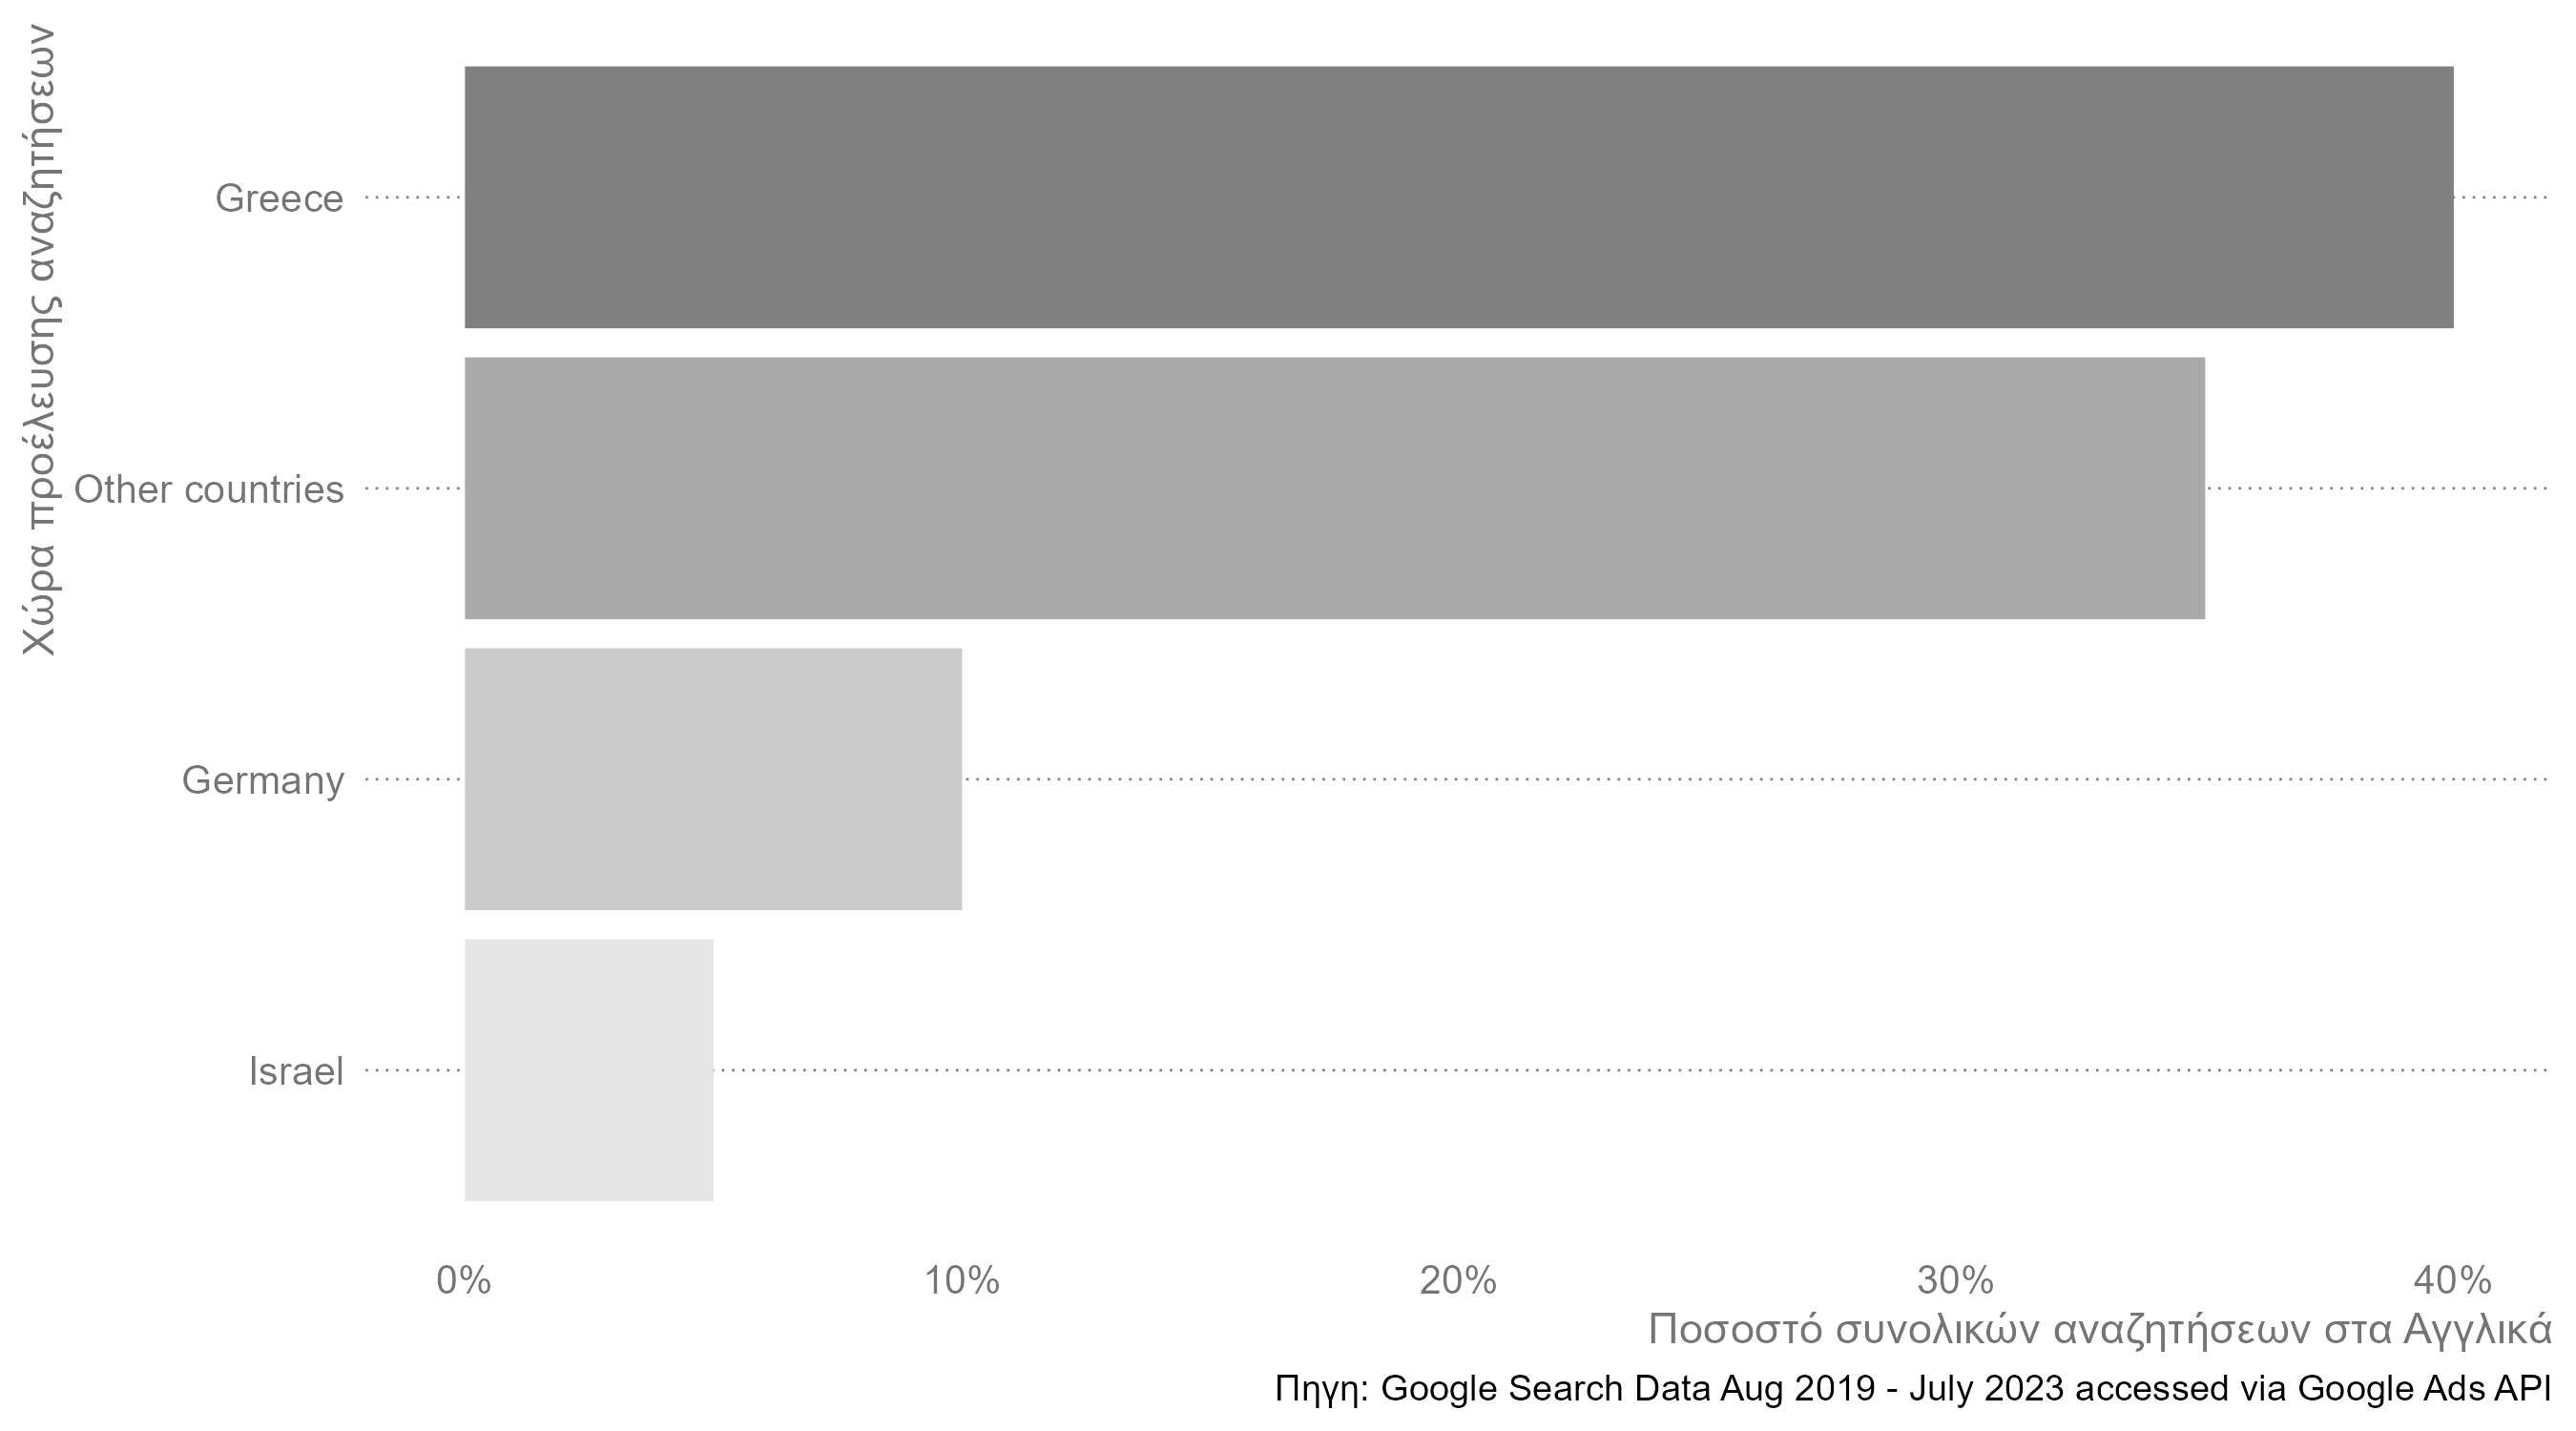 Χώρα προέλευσης αναζητήσεων
Greece
Other countries
Germany
Israel
0% 10% 20% 30% 40%
Ποσοστό συνολικών αναζητήσεων στα Αγγλικά
Πηγη: Google Search Data Aug 2019 - July 2023 accessed via Google Ads API